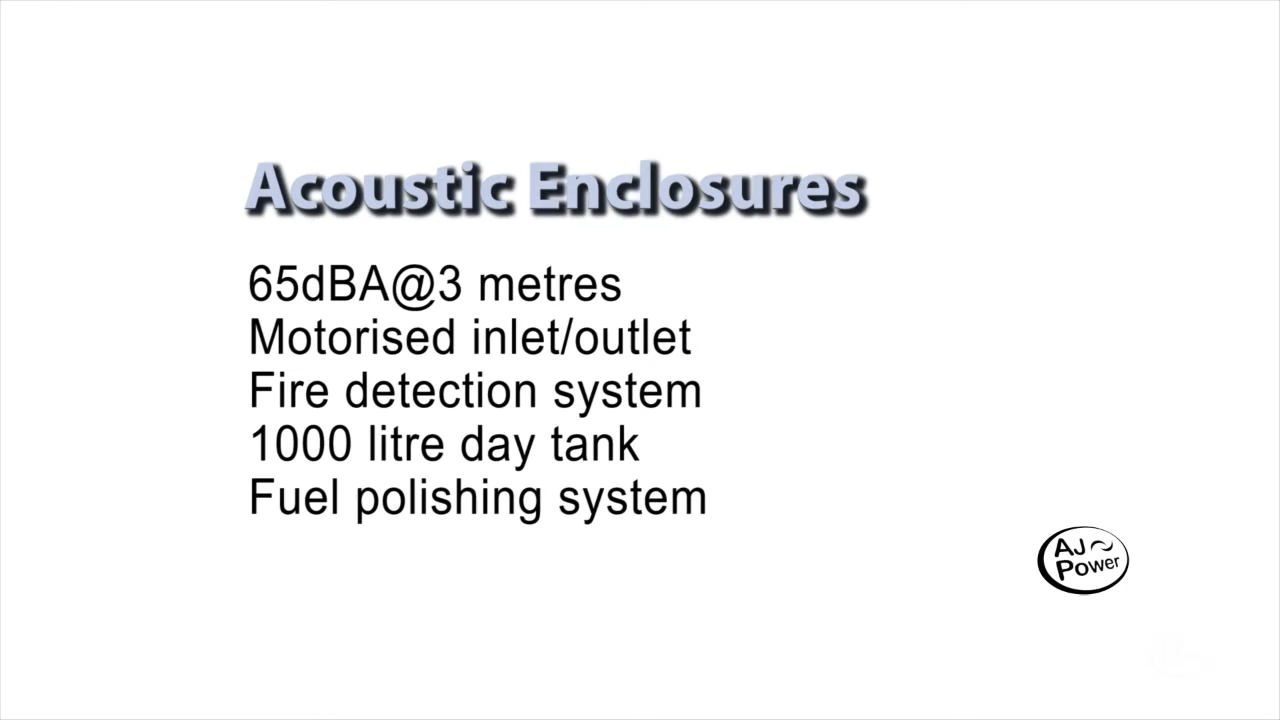 Acoustic Enclosures
65dBA@3 metres
Motorised inlet/outlet
Fire detection system
1000 litre day tank
Fuel polishing system
AJ
Power